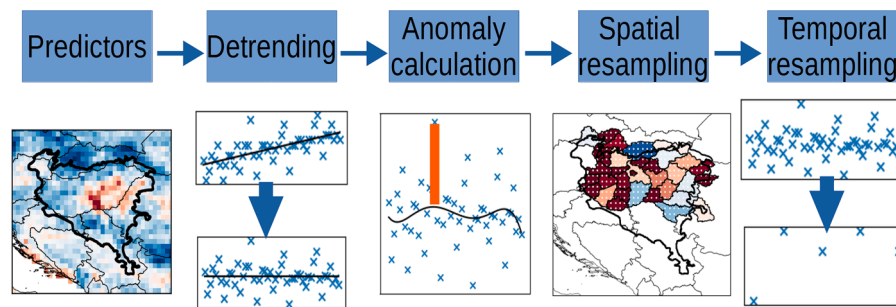 Predictors
Detrending
Anomaly
calculation
Spatial
resampling
Temporal
resampling